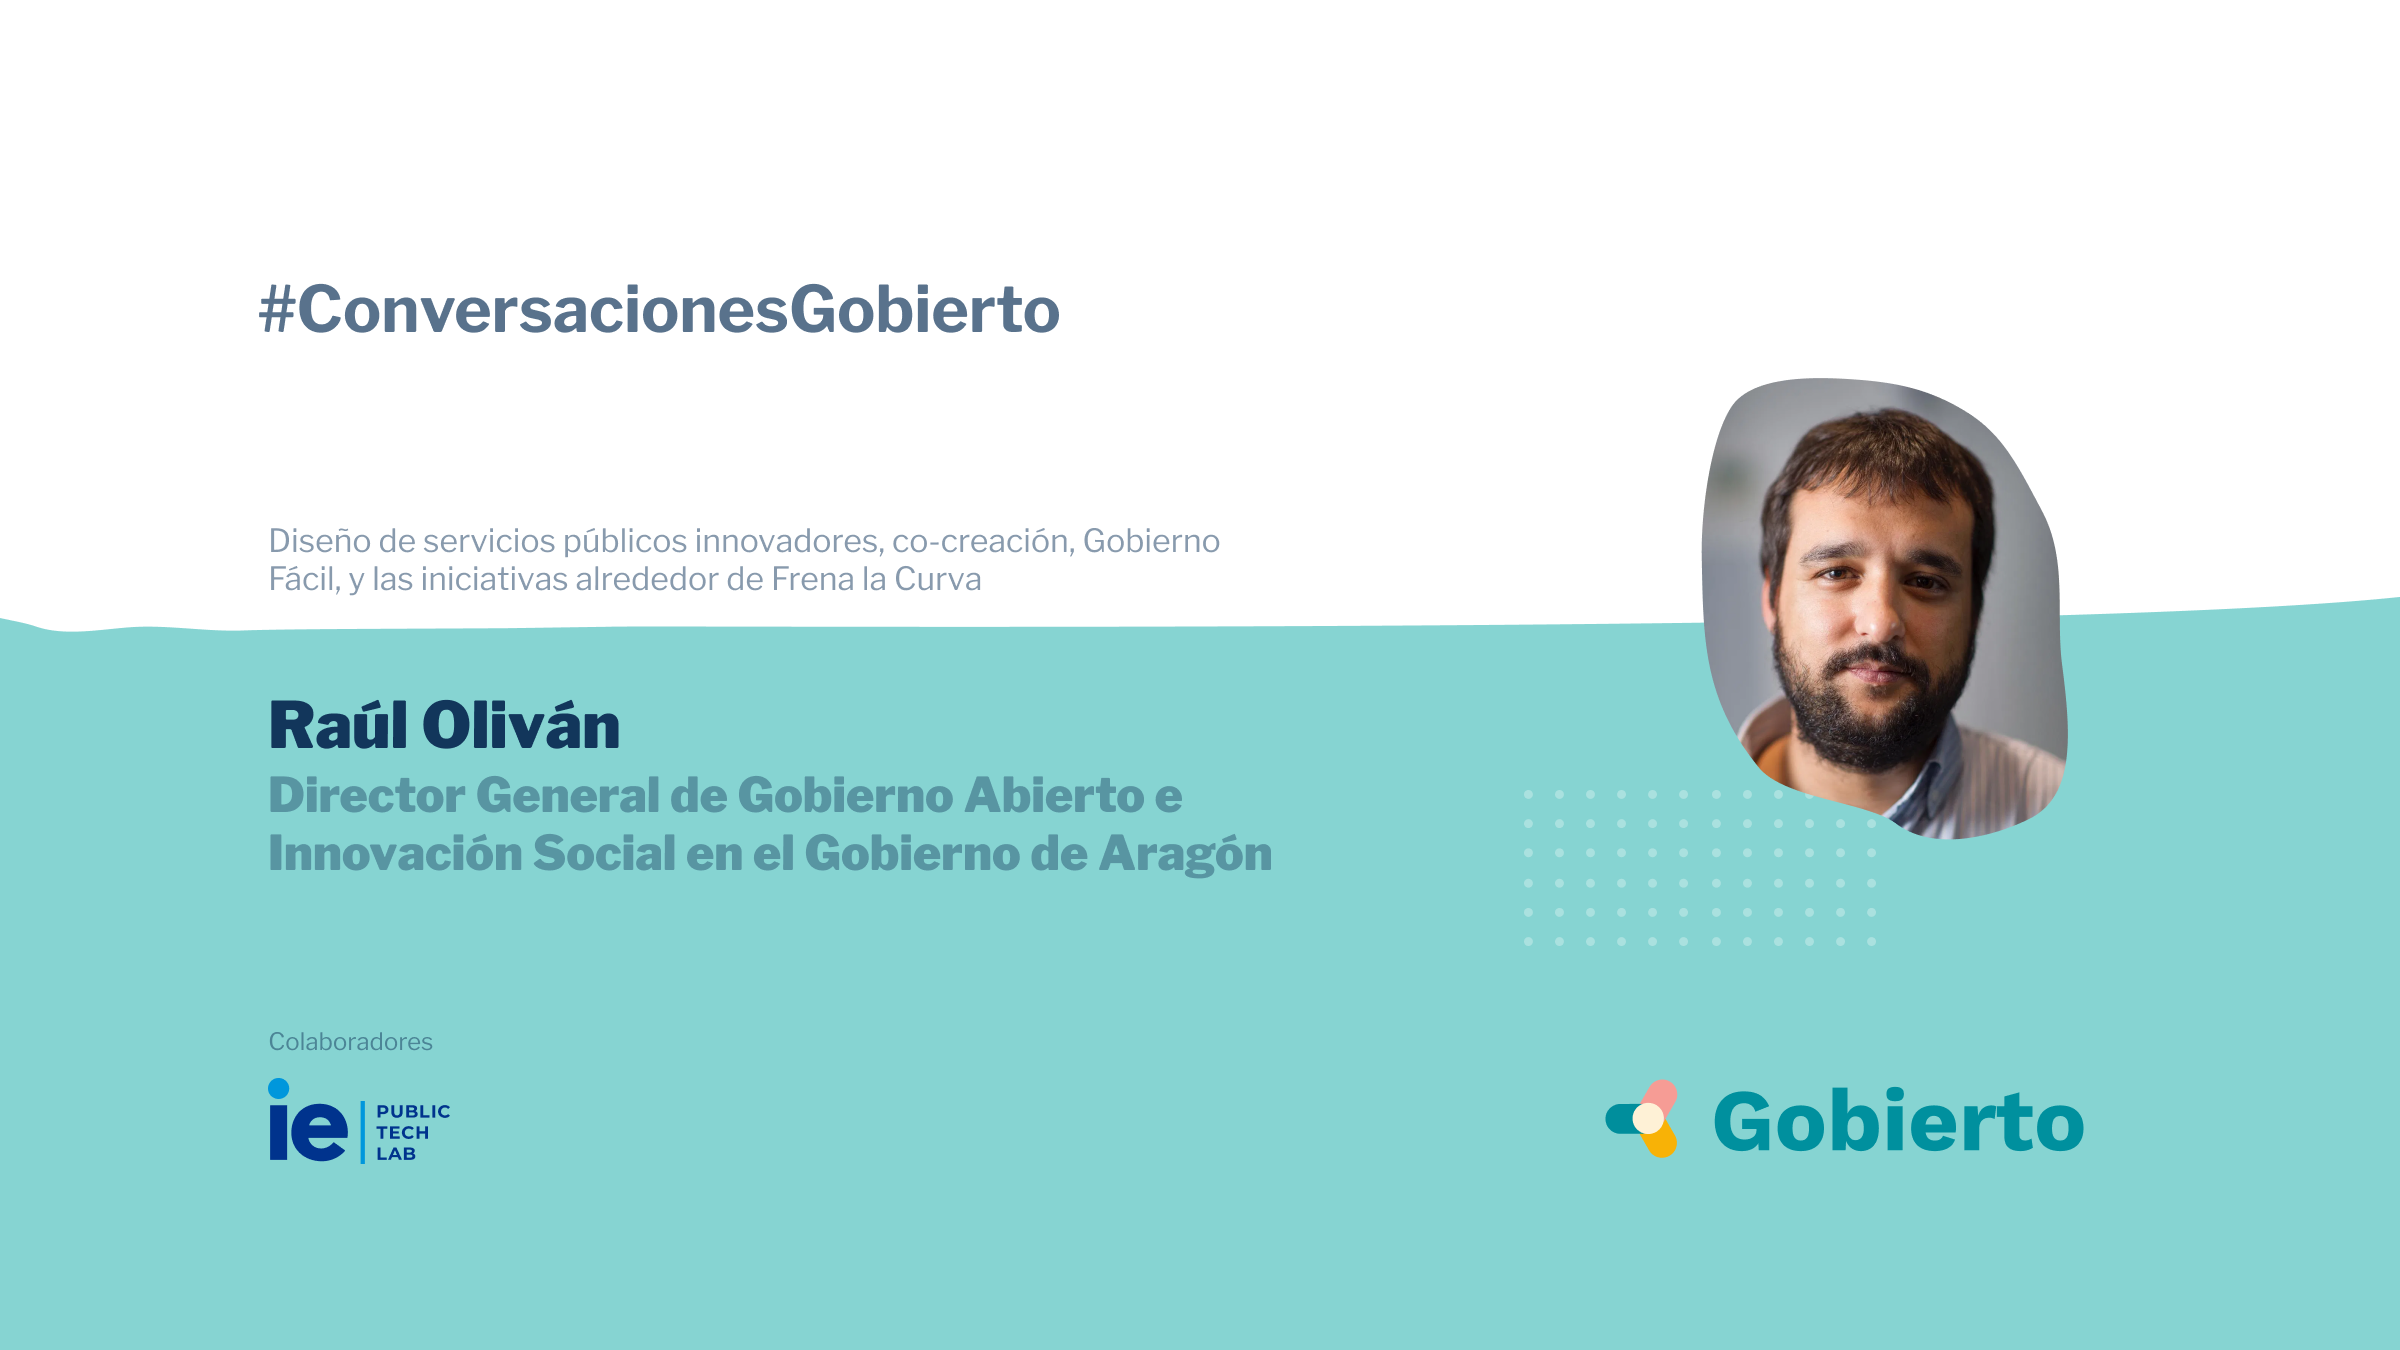 #ConversacionesGobierto
Diseño de servicios públicos innovadores, co-creación, Gobierno
Fácil, y las iniciativas alrededor de Frena la Curva
Raúl Oliván
Director General de Gobierno Abierto e
Innovación Social en el Gobierno de Aragón
Colaboradores
ie
PUBLIC
TECH
LAB
Gobierto